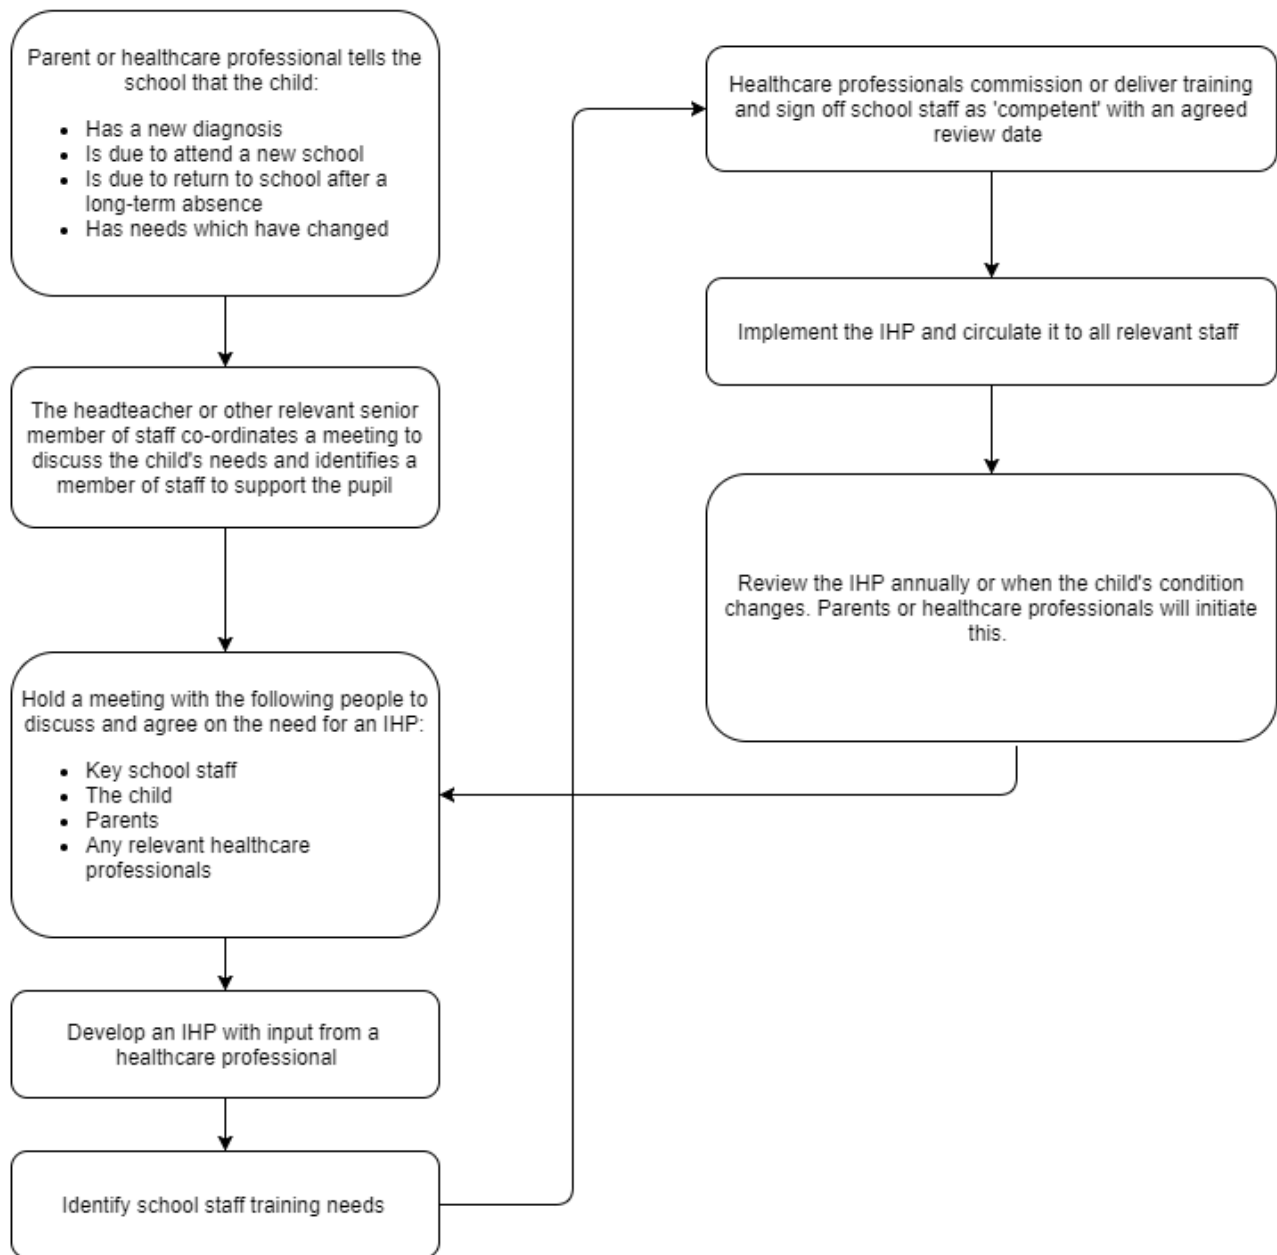 Parent or healthcare professional tells the
school that the child:
• Has a new diagnosis
• Is due to attend a new school
• Is due to return to school after a
long-term absence
• Has needs which have changed
The headteacher or other relevant senior
member of staff co-ordinates a meeting to
discuss the child's needs and identifies a
member of staff to support the pupil
Hold a meeting with the following people to
discuss and agree on the need for an IHP:
• Key school staff
• The child
• Parents
• Any relevant healthcare
professionals
Develop an IHP with input from a
healthcare professional
Identify school staff training needs
Healthcare professionals commission or deliver training
and sign off school staff as 'competent' with an agreed
review date
Implement the IHP and circulate it to all relevant staff
Review the IHP annually or when the child's condition
changes. Parents or healthcare professionals will initiate
this.